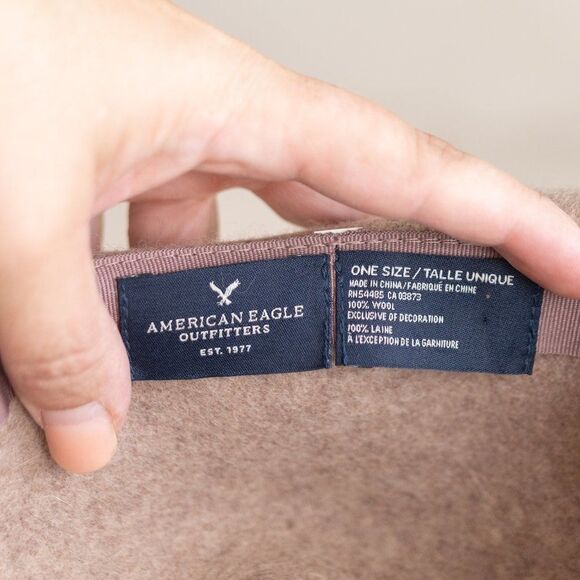 AMERICAN EAGLE
OUTFITTERS
EST. 1977
ONE SIZE / TALLE UNIQUE
MADE IN CHINA/FABRIQUÉ EN CHINE
RN54485 CA 03873
100% WOOL
EXCLUSIVE OF DECORATION
100% LAINE
À L'EXCEPTION DE LA GARNITURE